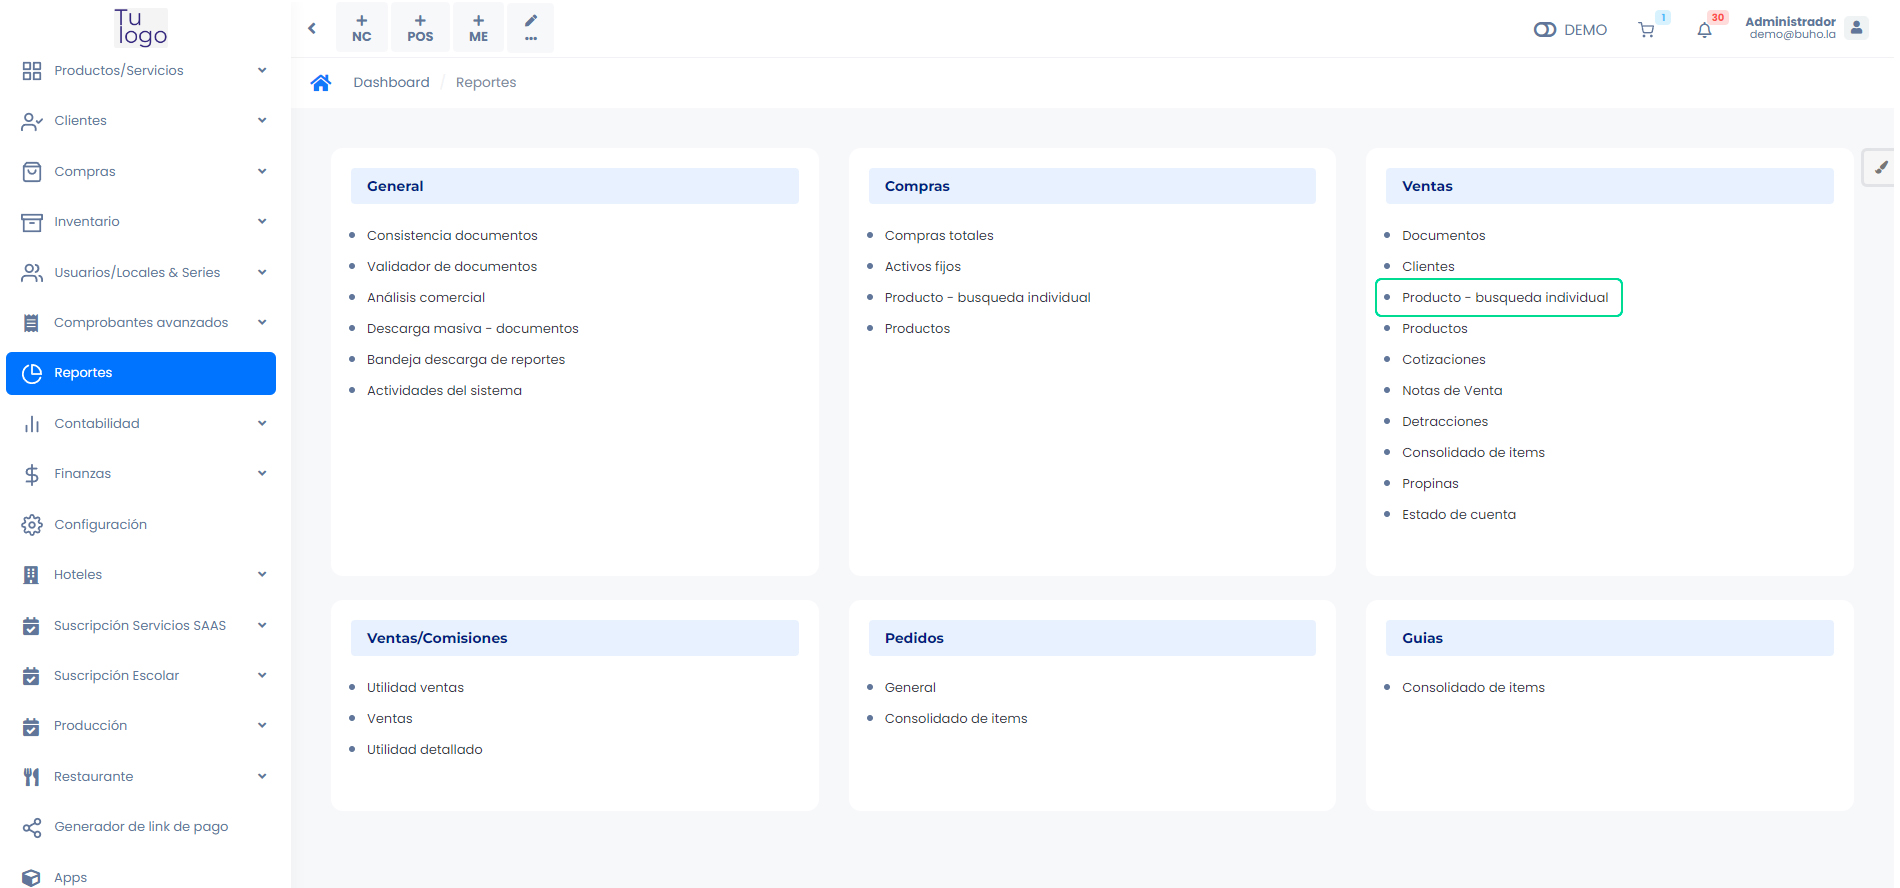 Tu
logo
Productos/Servicios
Clientes
Compras
Inventario
Usuarios/Locales & Series
Comprobantes avanzados
Reportes
Contabilidad
Finanzas
Configuración
Hoteles
Suscripción Servicios SAAS
Suscripción Escolar
Producción
Restaurante
Generador de link de pago
Apps
NC
POS
ME
...
DEMO
1
30
Administrador
demo@buho.la
Dashboard / Reportes
General
Consistencia documentos
Validador de documentos
Análisis comercial
Descarga masiva - documentos
Bandeja descarga de reportes
Actividades del sistema
Compras
Compras totales
Activos fijos
Producto - busqueda individual
Productos
Ventas
Documentos
Clientes
Producto - busqueda individual
Productos
Cotizaciones
Notas de Venta
Detracciones
Consolidado de items
Propinas
Estado de cuenta
Ventas/Comisiones
Utilidad ventas
Ventas
Utilidad detallado
Pedidos
General
Consolidado de items
Guias
Consolidado de items